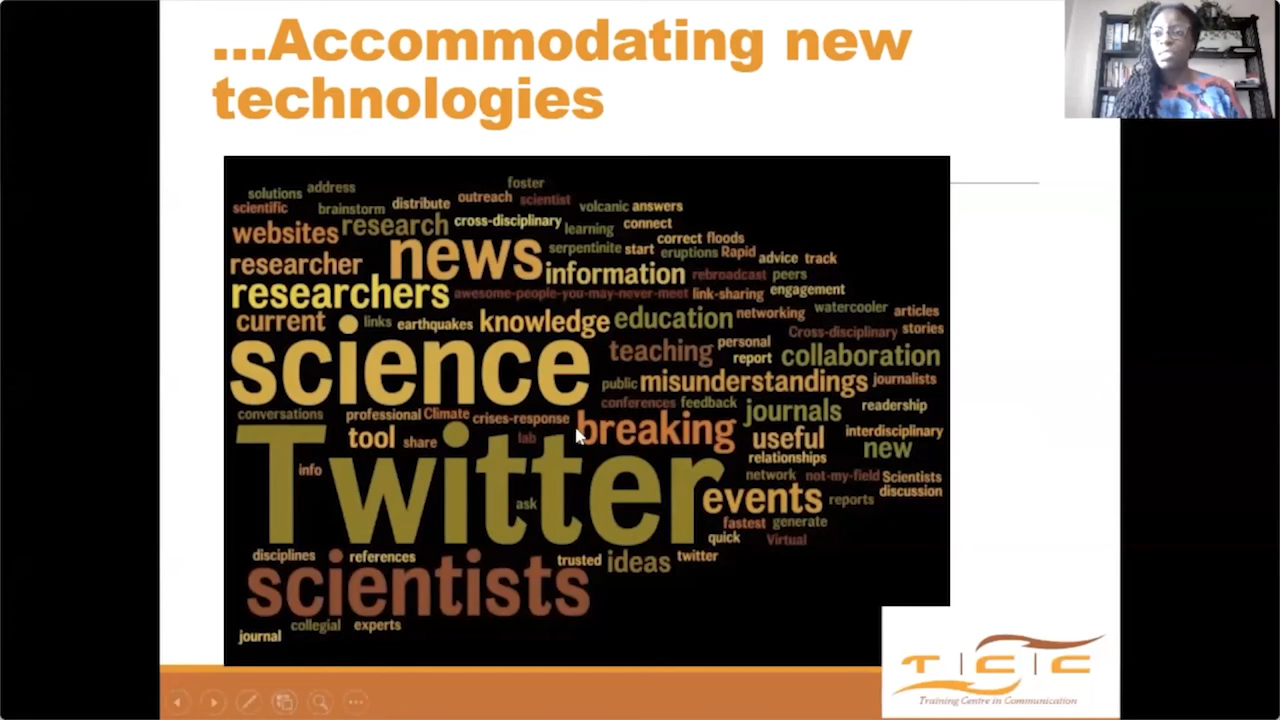 ...Accommodating new
technologies
solutions address foster
scientific brainstorm distribute outreach scientist volcanic answers
websites research cross-disciplinary learning connect
correct floods
researcher news serpentinite start eruptions Rapid advice track
information rebroadcast peers
researchers awesome-people-you-may-never-meet link-sharing engagement
current links earthquakes knowledge education networking watercooler articles
Cross-disciplinary stories
science teaching personal
report collaboration
public misunderstandings journalists
conferences feedback journals readership
conversations professional Climate crises-response
tool share lab breaking useful interdisciplinary
relationships new
Twitter info ask network not-my-field Scientists
events reports discussion
fastest generate
quick Virtual
disciplines references trusted ideas twitter
scientists
journal collegial experts
T C C
Training Centre in Communication